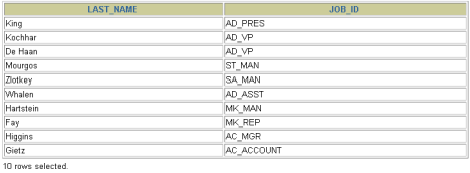 LAST_NAME JOB_ID
King AD_PRES
Kochhar AD_VP
De Haan AD_VP
Mourgos ST_MAN
Zlotkey SA_MAN
Whalen AD_ASST
Hartstein MK_MAN
Fay MK_REP
Higgins AC_MGR
Gietz AC_ACCOUNT
10 rows selected.